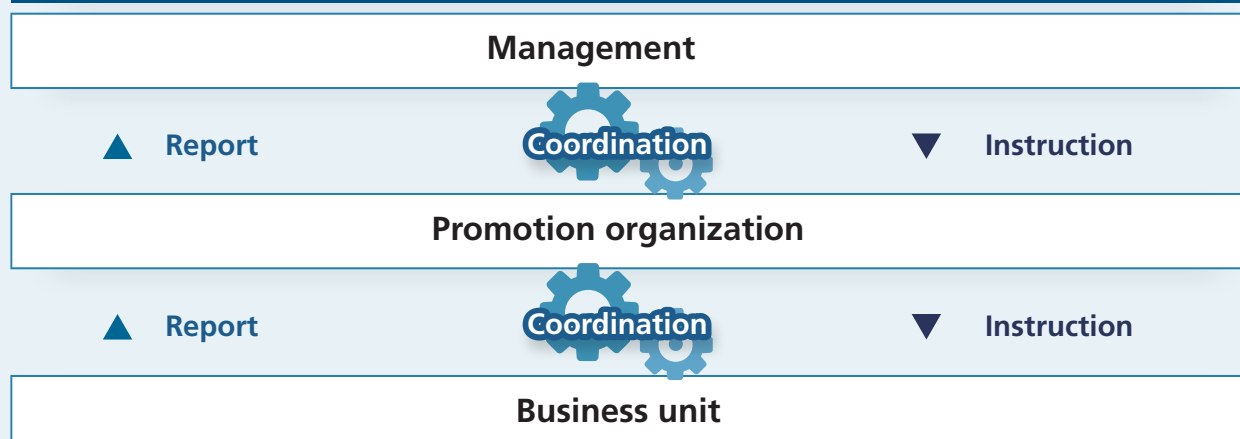 Management
▲ Report Coordination ▼ Instruction
Promotion organization
▲ Report Coordination ▼ Instruction
Business unit